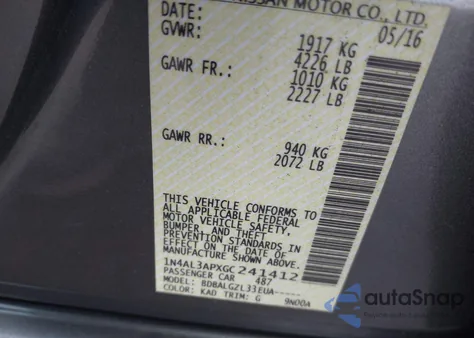 NISSAN MOTOR CO., LTD.
DATE: 05/16
GVWR: 1917 KG
4226 LB
GAWR FR.: 1010 KG
2227 LB
GAWR RR.: 940 KG
2072 LB
THIS VEHICLE CONFORMS TO
ALL APPLICABLE FEDERAL
MOTOR VEHICLE SAFETY,
BUMPER, AND THEFT
PREVENTION STANDARDS IN
EFFECT ON THE DATE OF
MANUFACTURE SHOWN ABOVE.
1N4AL3APXGC241412
PASSENGER CAR 487
MODEL: BDBALGZL33EUA-----
COLOR: KAD TRIM: G 9N00A
autoSnap